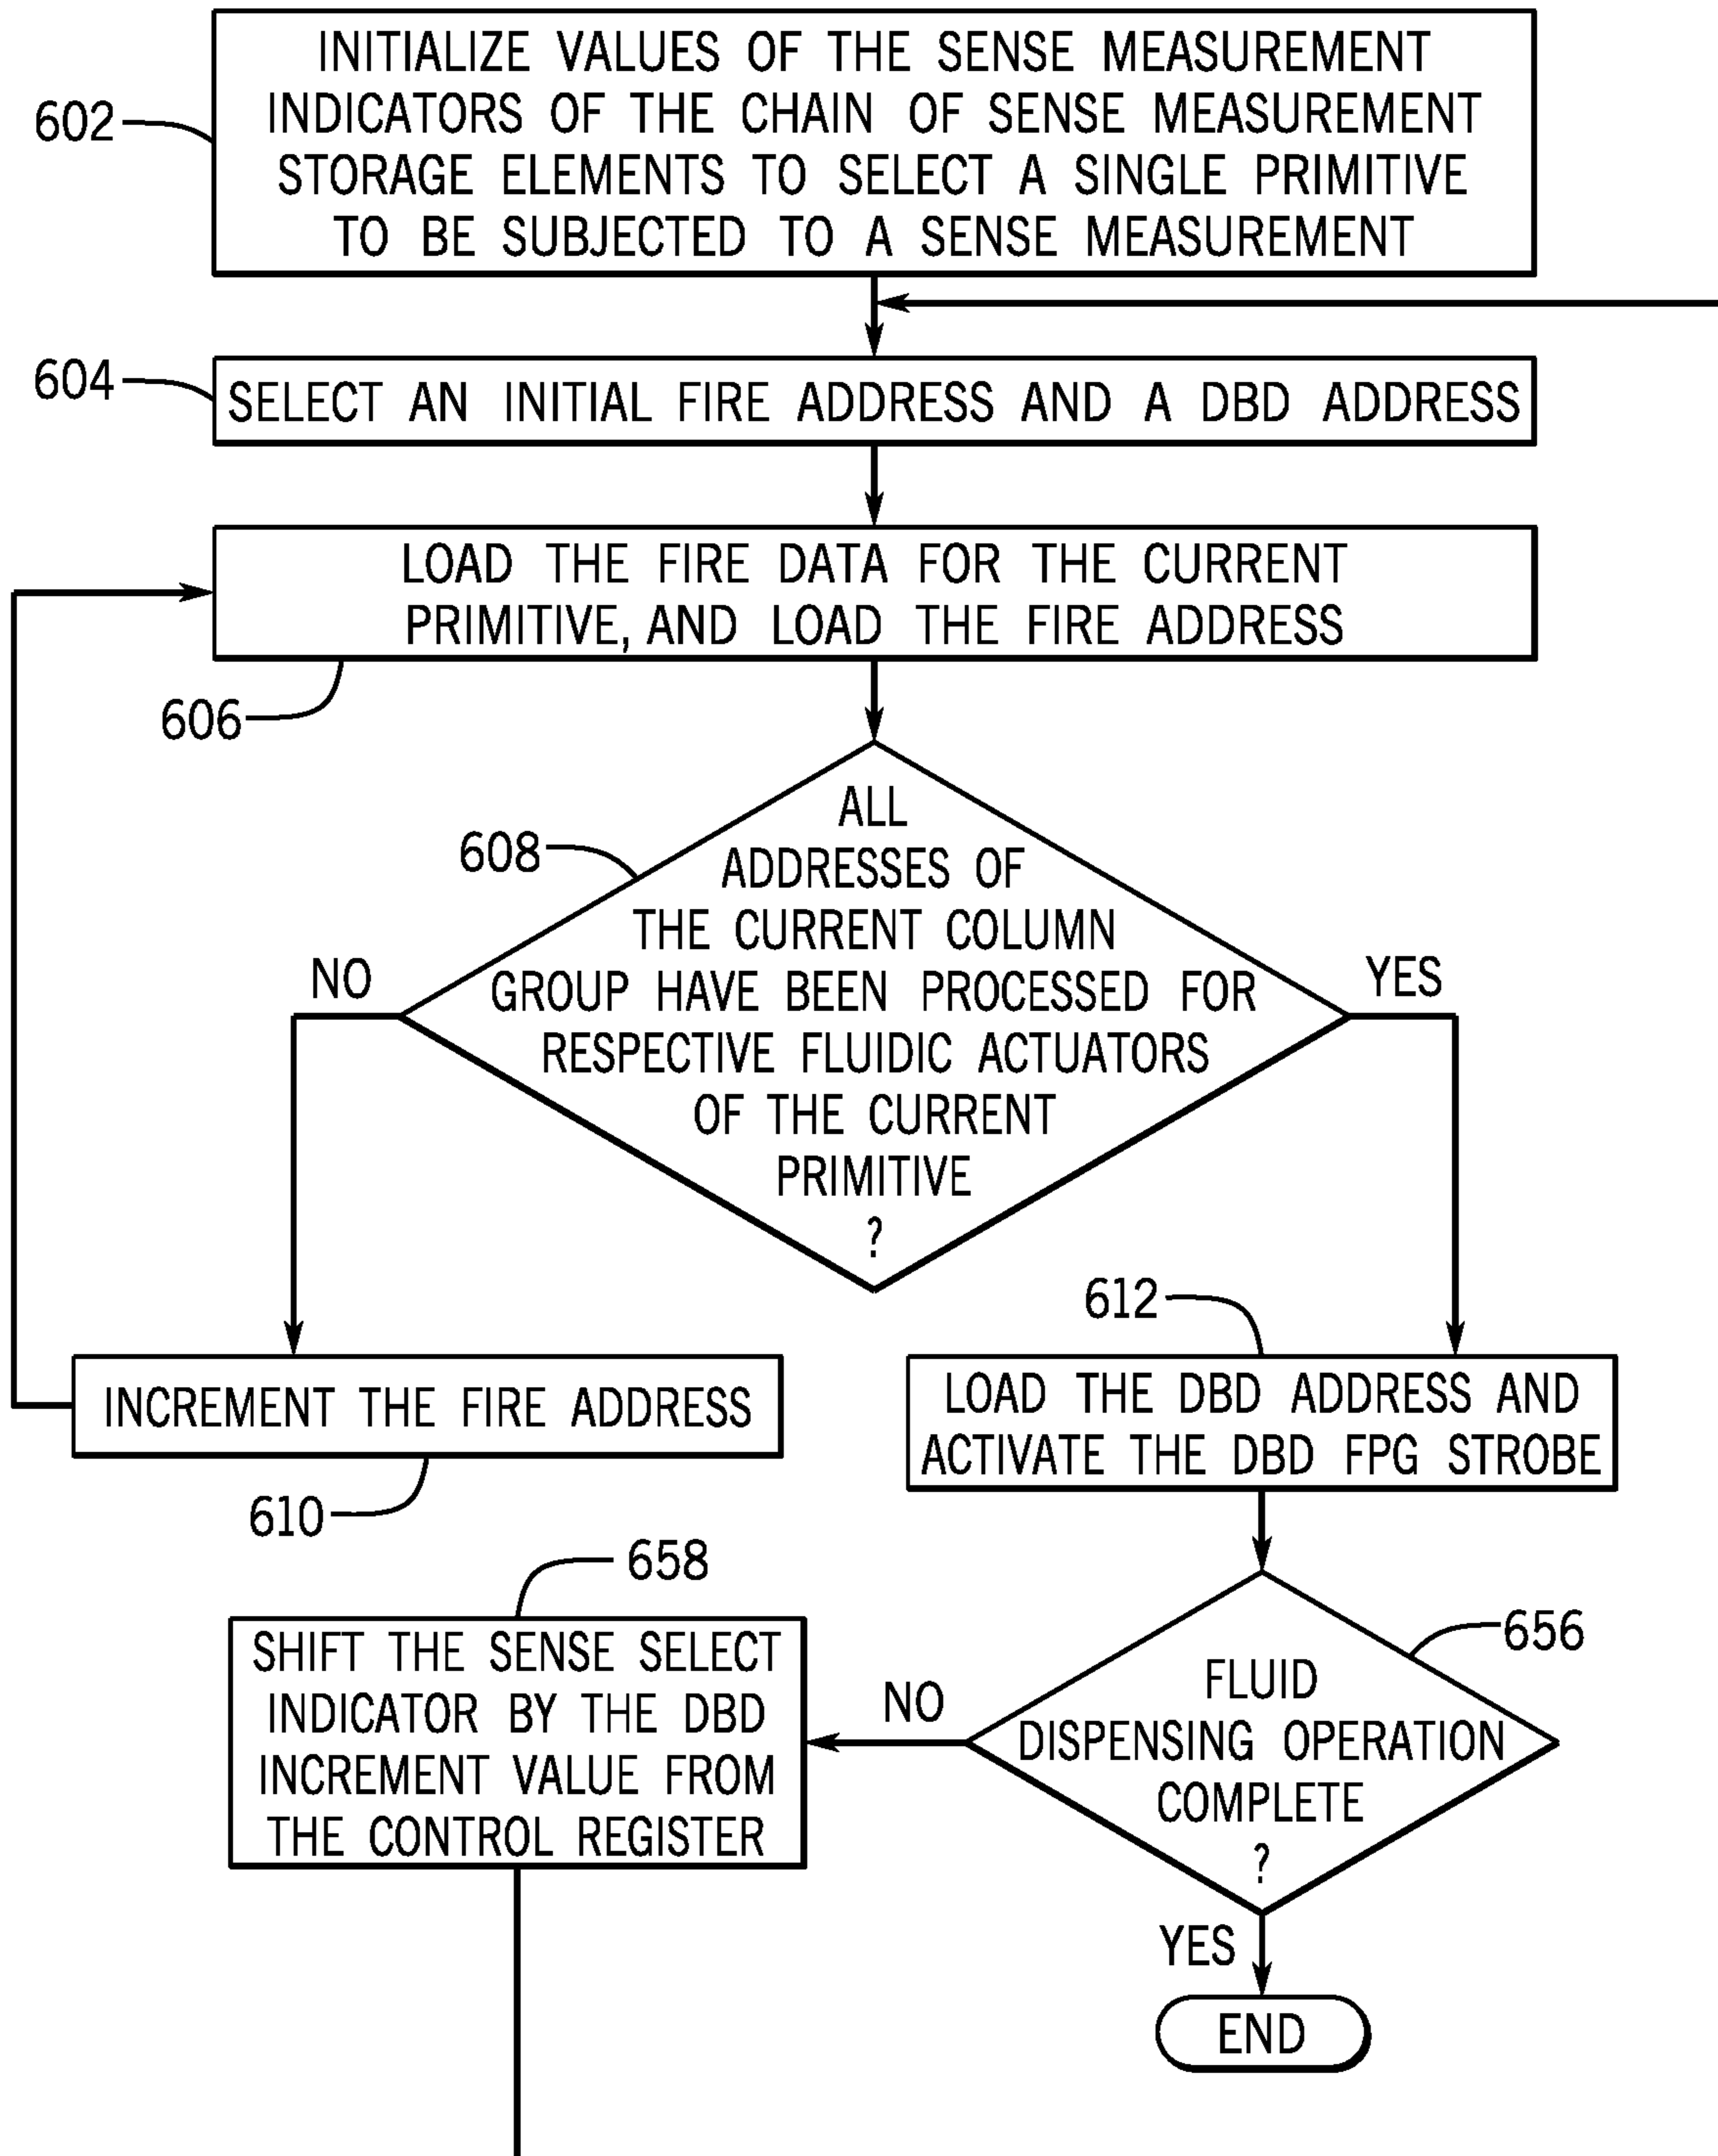 INITIALIZE VALUES OF THE SENSE MEASUREMENT
INDICATORS OF THE CHAIN OF SENSE MEASUREMENT
STORAGE ELEMENTS TO SELECT A SINGLE PRIMITIVE
TO BE SUBJECTED TO A SENSE MEASUREMENT
602
604
SELECT AN INITIAL FIRE ADDRESS AND A DBD ADDRESS
LOAD THE FIRE DATA FOR THE CURRENT
PRIMITIVE, AND LOAD THE FIRE ADDRESS
606
608
ALL
ADDRESSES OF
THE CURRENT COLUMN
GROUP HAVE BEEN PROCESSED FOR
RESPECTIVE FLUIDIC ACTUATORS
OF THE CURRENT
PRIMITIVE
?
NO
YES
INCREMENT THE FIRE ADDRESS
610
612
LOAD THE DBD ADDRESS AND
ACTIVATE THE DBD FPG STROBE
658
SHIFT THE SENSE SELECT
INDICATOR BY THE DBD
INCREMENT VALUE FROM
THE CONTROL REGISTER
NO
656
FLUID
DISPENSING OPERATION
COMPLETE
?
YES
END